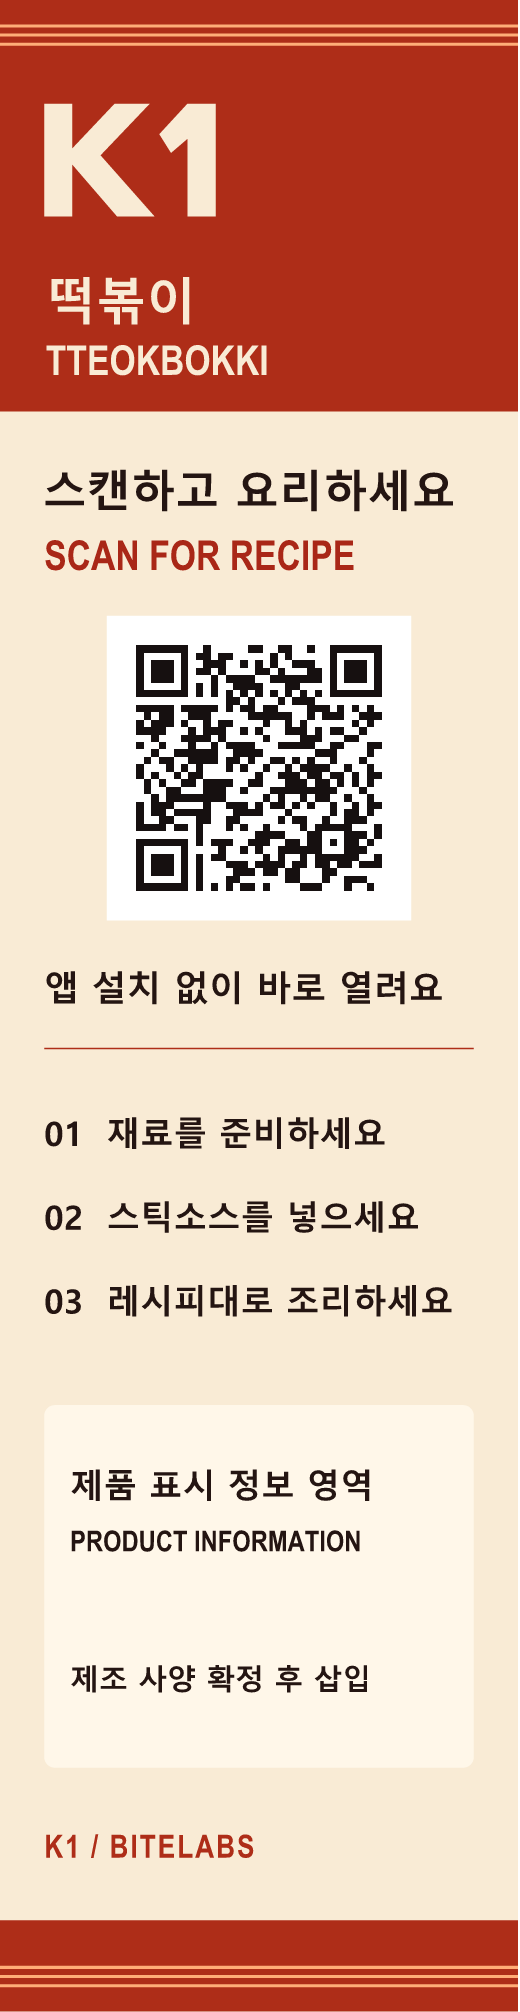 K1
떡볶이
TTEOKBOKKI
스캔하고 요리하세요
SCAN FOR RECIPE
앱 설치 없이 바로 열려요
01 재료를 준비하세요
02 스틱소스를 넣으세요
03 레시피대로 조리하세요
제품 표시 정보 영역
PRODUCT INFORMATION
제조 사양 확정 후 삽입
K1 / BITELABS